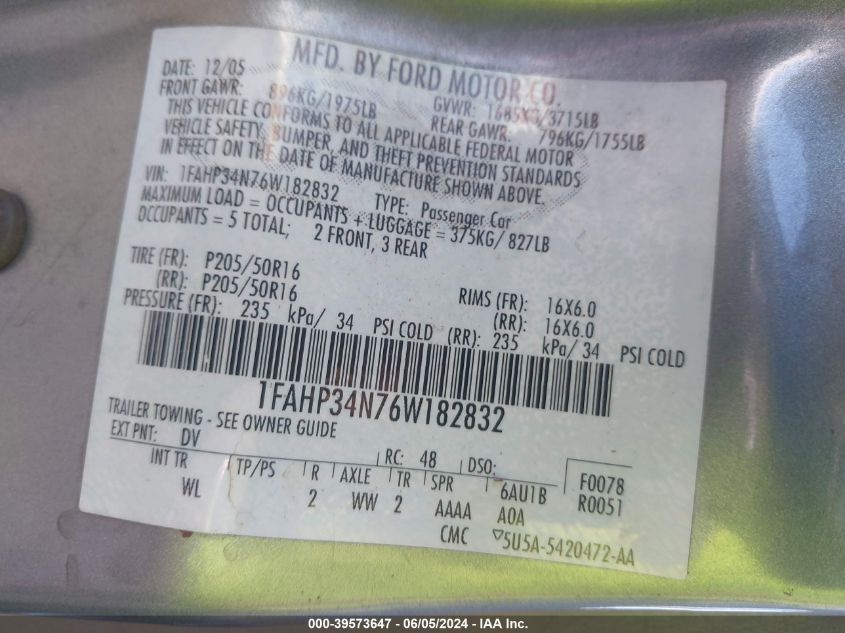 MFD. BY FORD MOTOR CO.
DATE: 12/05
FRONT GAWR: 896KG/1975LB GVWR: 1685KG/3715LB
REAR GAWR: 796KG/1755LB
THIS VEHICLE CONFORMS TO ALL APPLICABLE FEDERAL MOTOR
VEHICLE SAFETY, BUMPER, AND THEFT PREVENTION STANDARDS
IN EFFECT ON THE DATE OF MANUFACTURE SHOWN ABOVE.
VIN: 1FAHP34N76W182832 TYPE: Passenger Car
MAXIMUM LOAD = OCCUPANTS + LUGGAGE = 375KG/ 827LB
OCCUPANTS = 5 TOTAL; 2 FRONT, 3 REAR
TIRE (FR): P205/50R16 RIMS (FR): 16X6.0
(RR): P205/50R16 (RR): 16X6.0
PRESSURE (FR): 235 kPa/ 34 PSI COLD (RR): 235 kPa/ 34 PSI COLD
1FAHP34N76W182832
TRAILER TOWING - SEE OWNER GUIDE
EXT PNT: DV RC: 48 DSO: F0078
INT TR TP/PS R AXLE TR SPR 6AU1B R0051
WL 2 WW 2 AAAA A0A
CMC 5U5A-5420472-AA
000-39573647 - 06/05/2024 - IAA Inc.